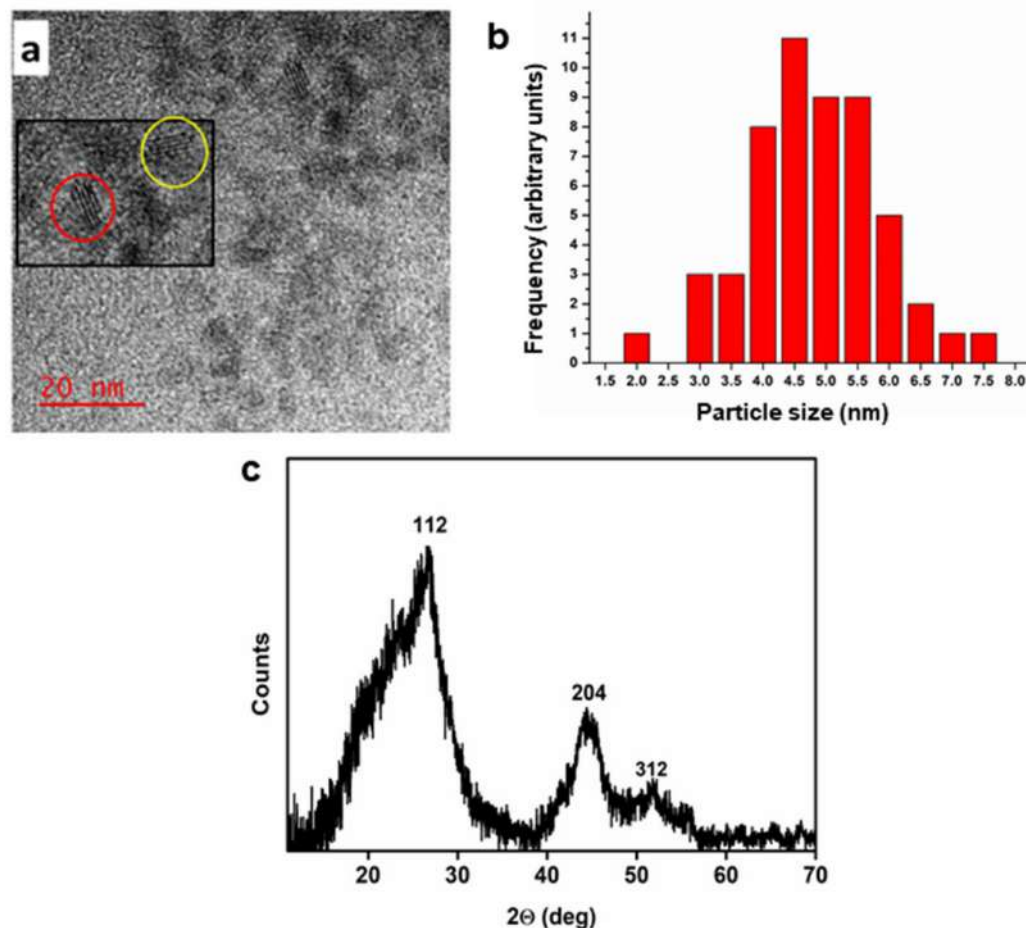 a
20 nm
b
Frequency (arbitrary units)
11
10
9
8
7
6
5
4
3
2
1
0
1.5 2.0 3.0 3.5 4.0 4.5 5.0 5.5 6.0 6.5 7.0 7.5 8.0
Particle size (nm)
c
112
204
312
Counts
20 30 40 50 60 70
2Θ (deg)